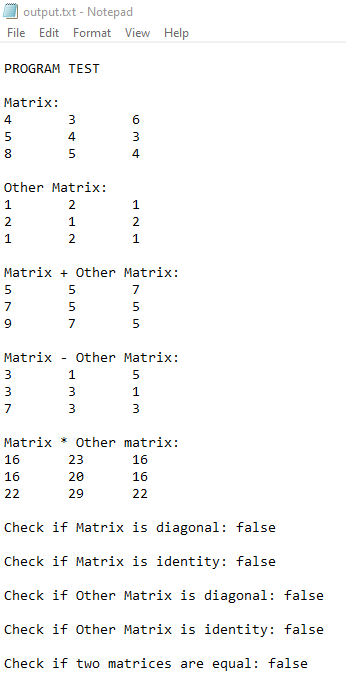 output.txt - Notepad
File Edit Format View Help
PROGRAM TEST
Matrix:
4 3 6
5 4 3
8 5 4
Other Matrix:
1 2 1
2 1 2
1 2 1
Matrix + Other Matrix:
5 5 7
7 5 5
9 7 5
Matrix - Other Matrix:
3 1 5
3 3 1
7 3 3
Matrix * Other matrix:
16 23 16
16 20 16
22 29 22
Check if Matrix is diagonal: false
Check if Matrix is identity: false
Check if Other Matrix is diagonal: false
Check if Other Matrix is identity: false
Check if two matrices are equal: false